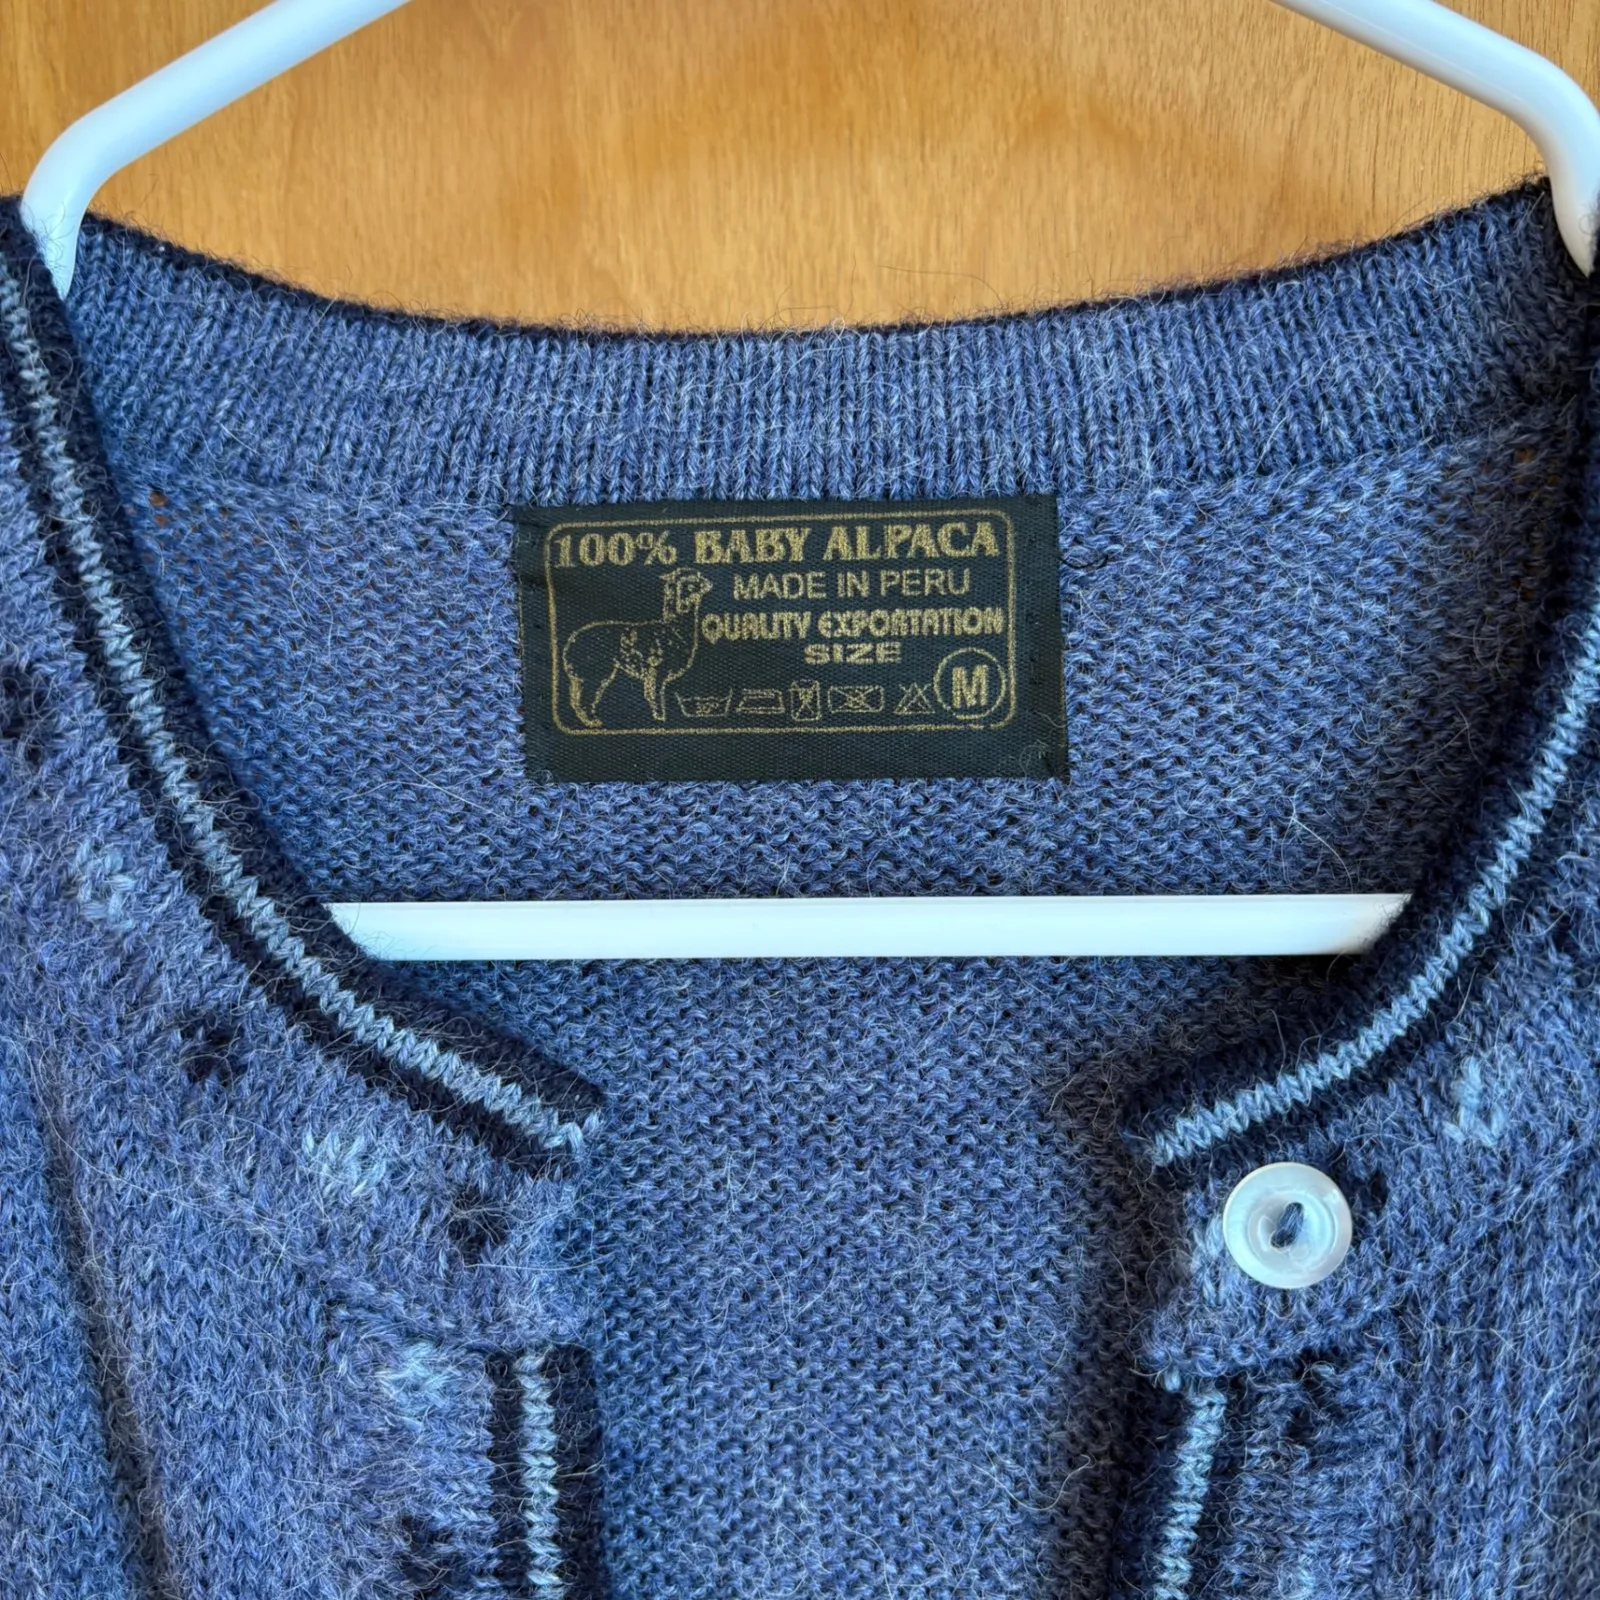 100% BABY ALPACA
MADE IN PERU
QUALITY EXPORTATION
SIZE
M